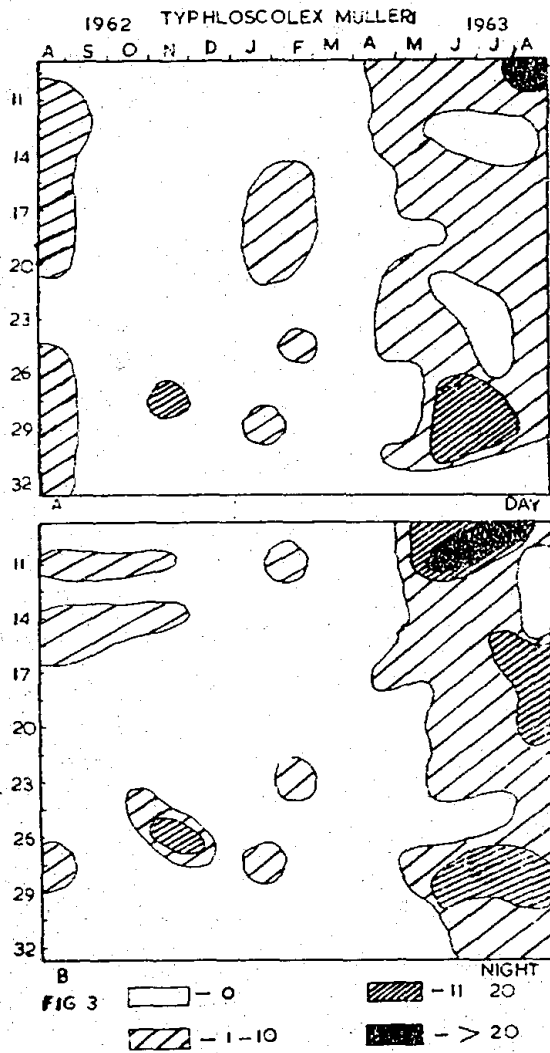 1962 TYPHLOSCOLEX MULLERI 1963
A S O N D J F M A M J J A
11
14
17
20
23
26
29
32
A DAY
11
14
17
20
23
26
29
32
B NIGHT
FIG 3 - 0 - 11 20
- 1-10 - > 20